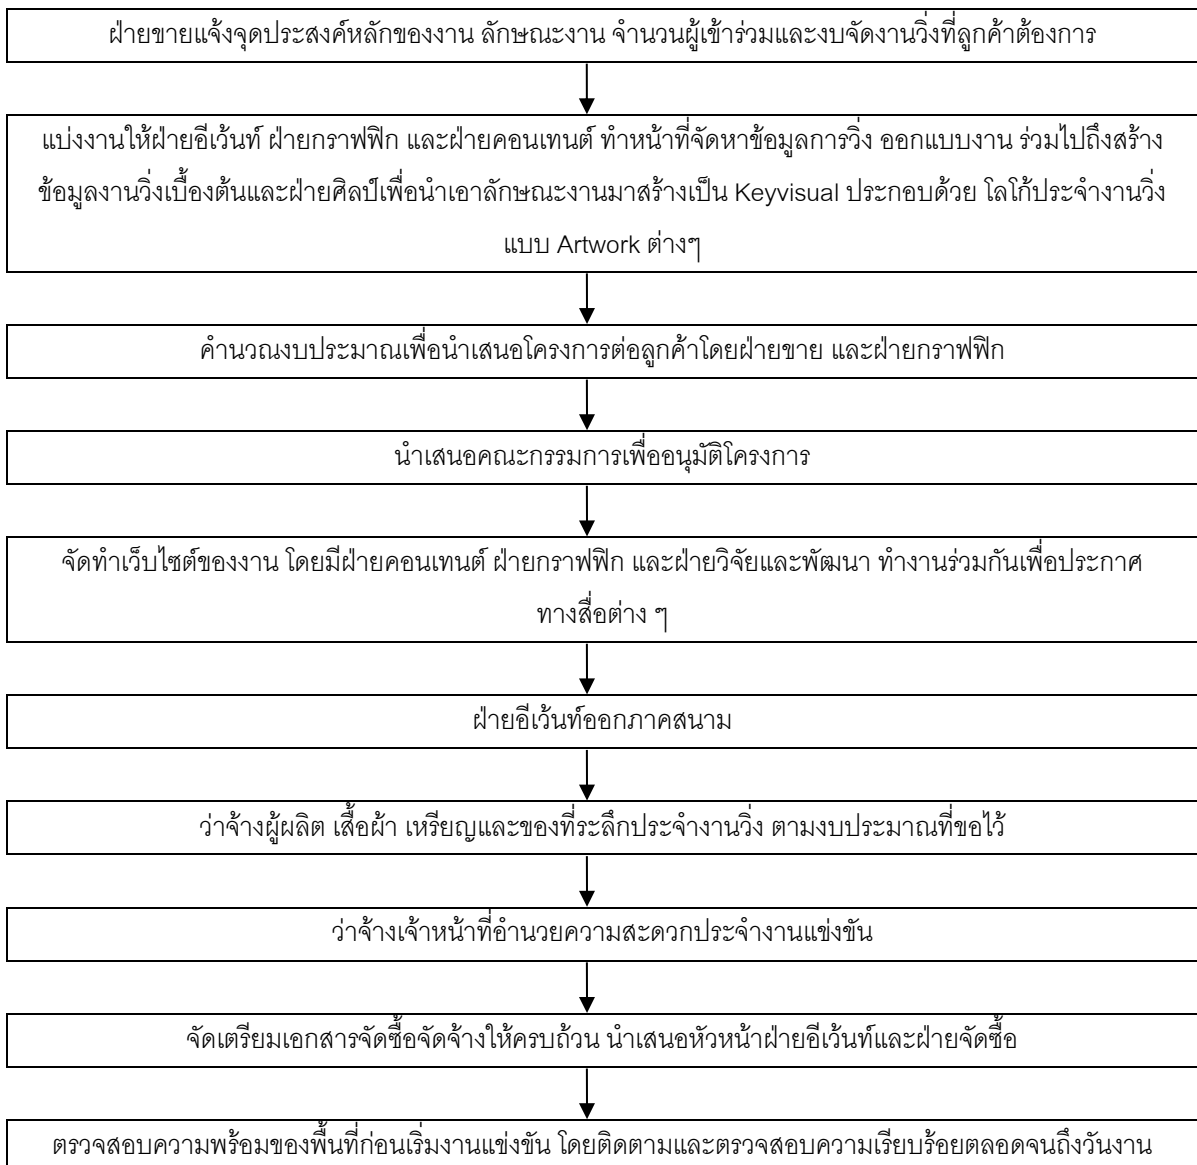 ฝ่ายขายแจ้งจุดประสงค์หลักของงาน ลักษณะงาน จำนวนผู้เข้าร่วมและงบจัดงานวิ่งที่ลูกค้าต้องการ
แบ่งงานให้ฝ่ายอีเว้นท์ ฝ่ายกราฟฟิก และฝ่ายคอนเทนต์ ทำหน้าที่จัดหาข้อมูลการวิ่ง ออกแบบงาน ร่วมไปถึงสร้าง
ข้อมูลงานวิ่งเบื้องต้นและฝ่ายศิลป์เพื่อนำเอาลักษณะงานมาสร้างเป็น Keyvisual ประกอบด้วย โลโก้ประจำงานวิ่ง
แบบ Artwork ต่างๆ
คำนวณงบประมาณเพื่อนำเสนอโครงการต่อลูกค้าโดยฝ่ายขาย และฝ่ายกราฟฟิก
นำเสนอคณะกรรมการเพื่ออนุมัติโครงการ
จัดทำเว็บไซต์ของงาน โดยมีฝ่ายคอนเทนต์ ฝ่ายกราฟฟิก และฝ่ายวิจัยและพัฒนา ทำงานร่วมกันเพื่อประกาศ
ทางสื่อต่าง ๆ
ฝ่ายอีเว้นท์ออกภาคสนาม
ว่าจ้างผู้ผลิต เสื้อผ้า เหรียญและของที่ระลึกประจำงานวิ่ง ตามงบประมาณที่ขอไว้
ว่าจ้างเจ้าหน้าที่อำนวยความสะดวกประจำงานแข่งขัน
จัดเตรียมเอกสารจัดซื้อจัดจ้างให้ครบถ้วน นำเสนอหัวหน้าฝ่ายอีเว้นท์และฝ่ายจัดซื้อ
ตรวจสอบความพร้อมของพื้นที่ก่อนเริ่มงานแข่งขัน โดยติดตามและตรวจสอบความเรียบร้อยตลอดจนถึงวันงาน